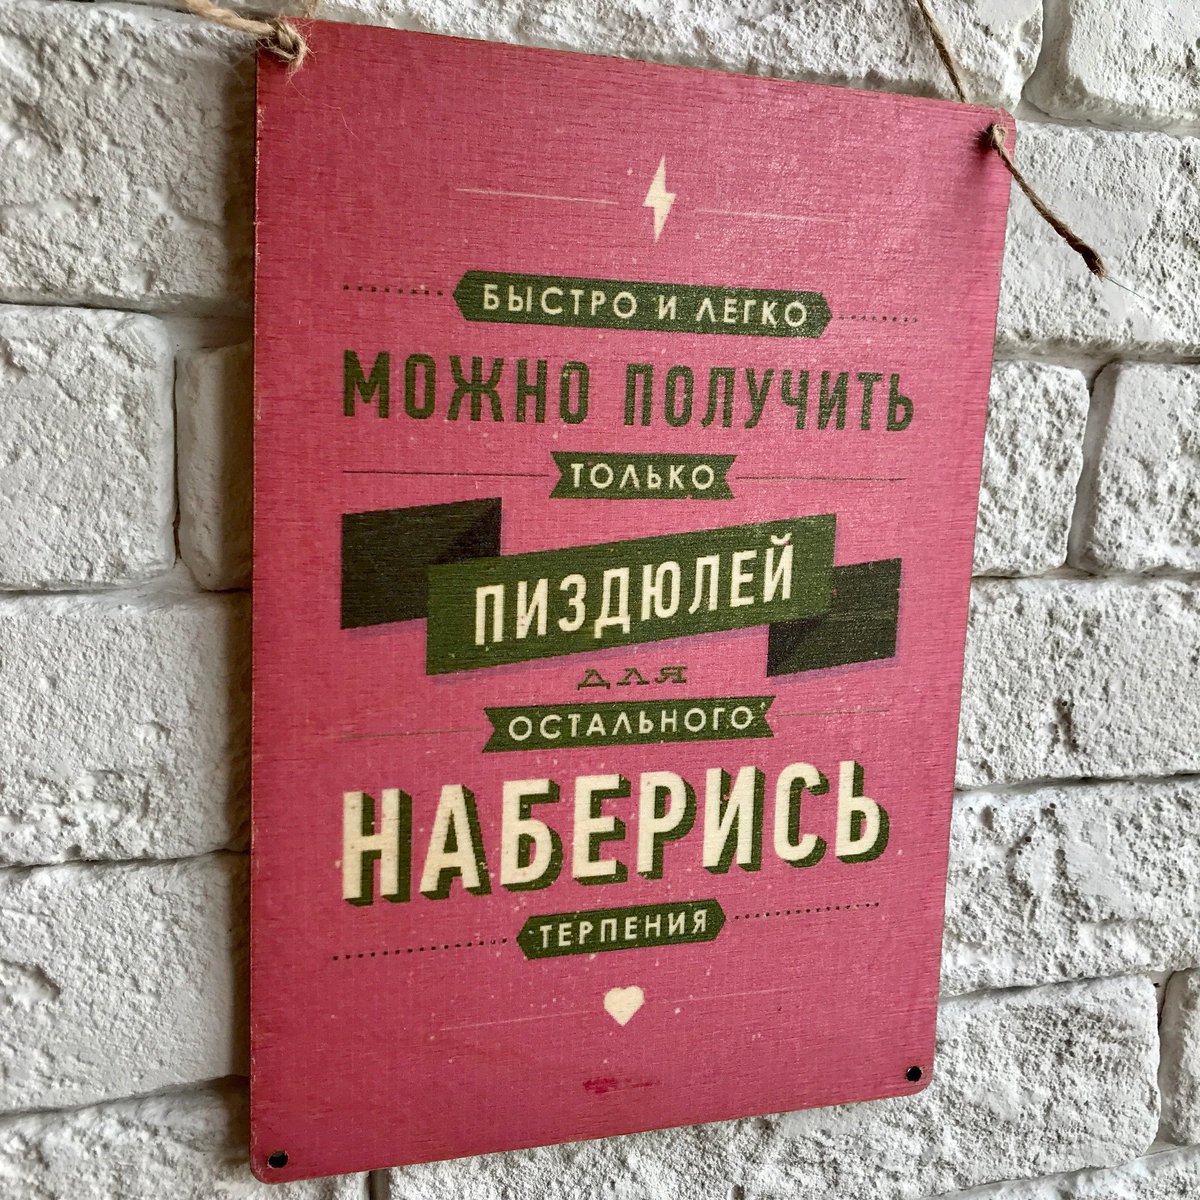 БЫСТРО И ЛЕГКО
МОЖНО ПОЛУЧИТЬ
ТОЛЬКО
ПИЗДЮЛЕЙ
ДЛЯ
ОСТАЛЬНОГО
НАБЕРИСЬ
ТЕРПЕНИЯ